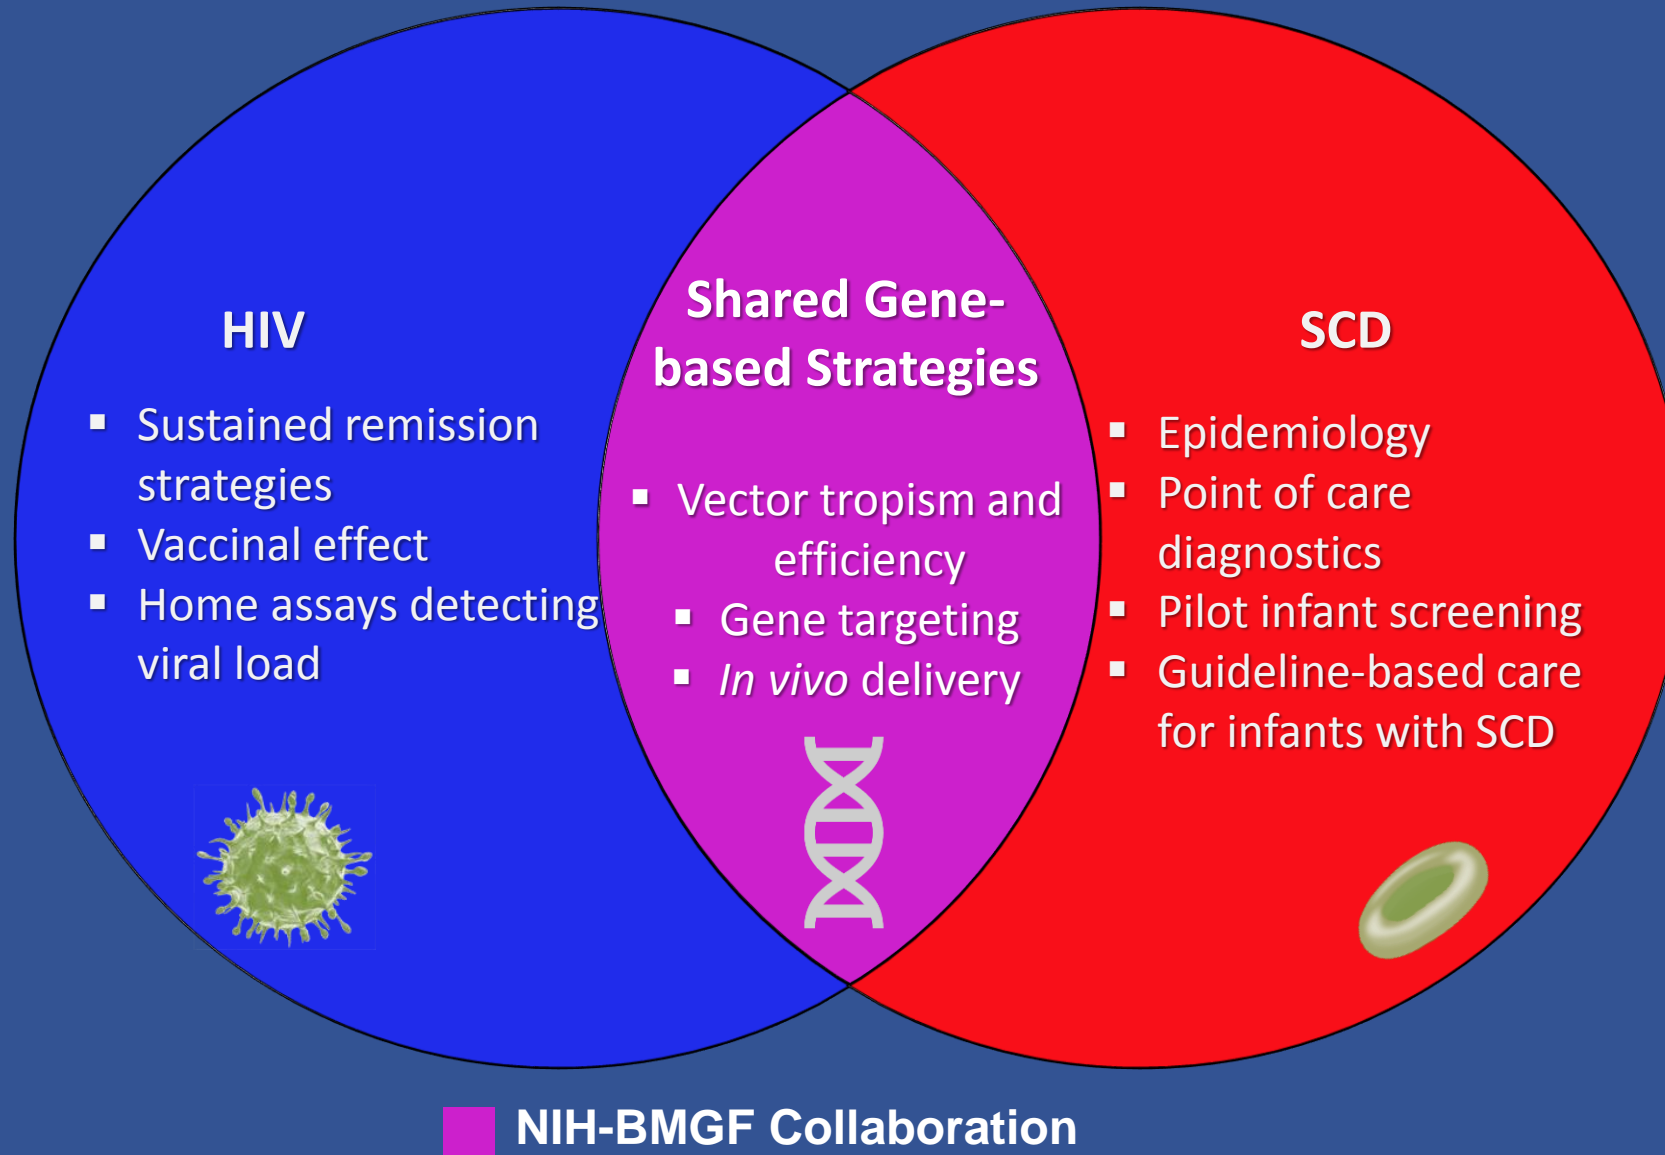 HIV
▪ Sustained remission
strategies
▪ Vaccinal effect
▪ Home assays detecting
viral load
Shared Gene-
based Strategies
▪ Vector tropism and
efficiency
▪ Gene targeting
▪ In vivo delivery
SCD
▪ Epidemiology
▪ Point of care
diagnostics
▪ Pilot infant screening
▪ Guideline-based care
for infants with SCD
NIH-BMGF Collaboration